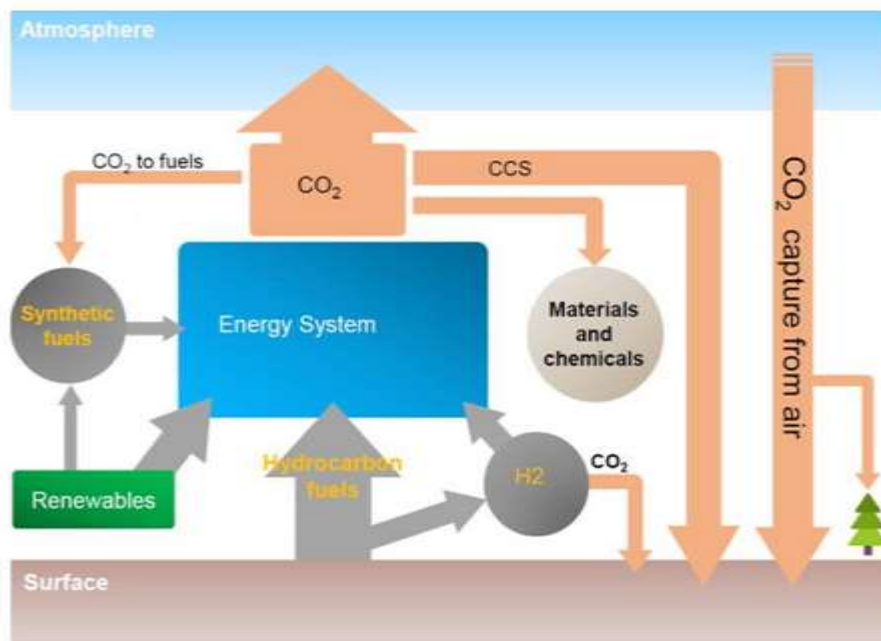 Atmosphere
CO₂ to fuels
CO₂
CCS
CO₂ capture from air
Synthetic
fuels
Energy System
Materials
and
chemicals
Hydrocarbon
fuels
H2
CO₂
Renewables
Surface